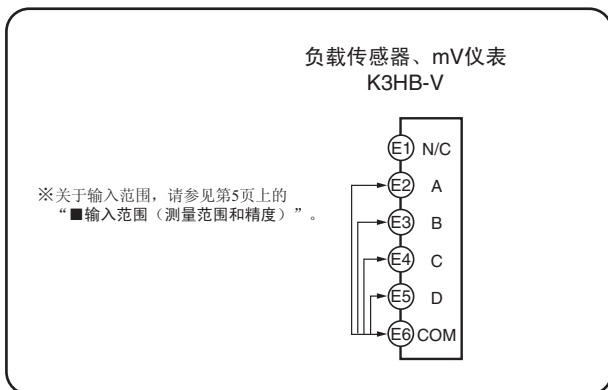 负载传感器、mV仪表
K3HB-V
※关于输入范围，请参见第5页上的
“■输入范围（测量范围和精度）”。
E1 N/C
E2 A
E3 B
E4 C
E5 D
E6 COM